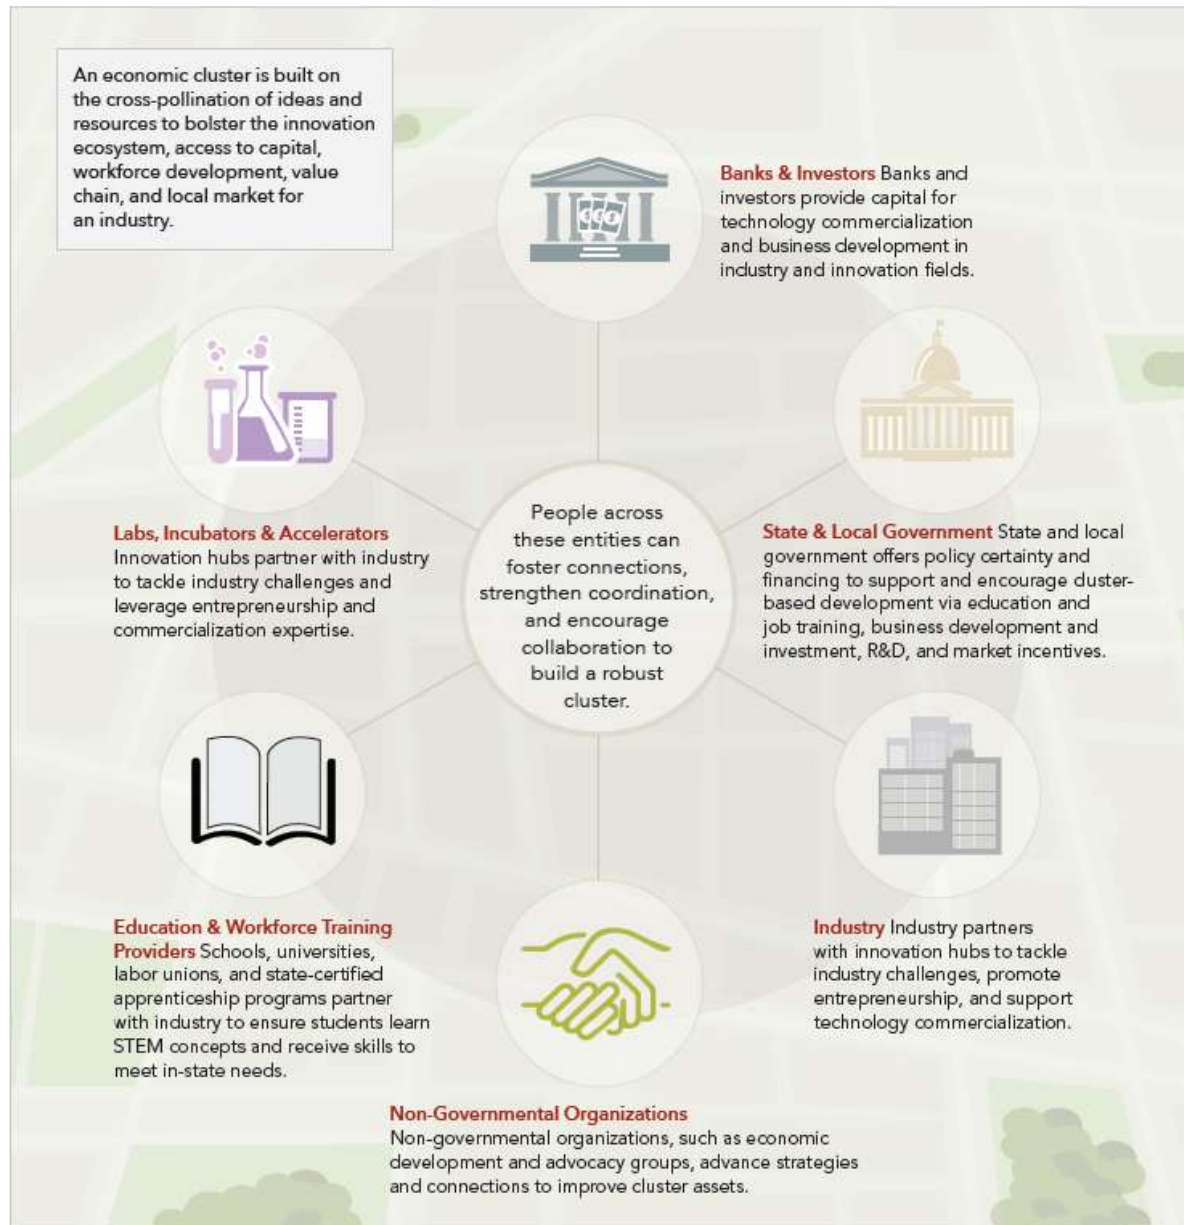 An economic cluster is built on
the cross-pollination of ideas and
resources to bolster the innovation
ecosystem, access to capital,
workforce development, value
chain, and local market for
an industry.
Banks & Investors Banks and
investors provide capital for
technology commercialization
and business development in
industry and innovation fields.
Labs, Incubators & Accelerators
Innovation hubs partner with industry
to tackle industry challenges and
leverage entrepreneurship and
commercialization expertise.
People across
these entities can
foster connections,
strengthen coordination,
and encourage
collaboration to
build a robust
cluster.
State & Local Government State and local
government offers policy certainty and
financing to support and encourage cluster-
based development via education and
job training, business development and
investment, R&D, and market incentives.
Education & Workforce Training
Providers Schools, universities,
labor unions, and state-certified
apprenticeship programs partner
with industry to ensure students learn
STEM concepts and receive skills to
meet in-state needs.
Industry Industry partners
with innovation hubs to tackle
industry challenges, promote
entrepreneurship, and support
technology commercialization.
Non-Governmental Organizations
Non-governmental organizations, such as economic
development and advocacy groups, advance strategies
and connections to improve cluster assets.